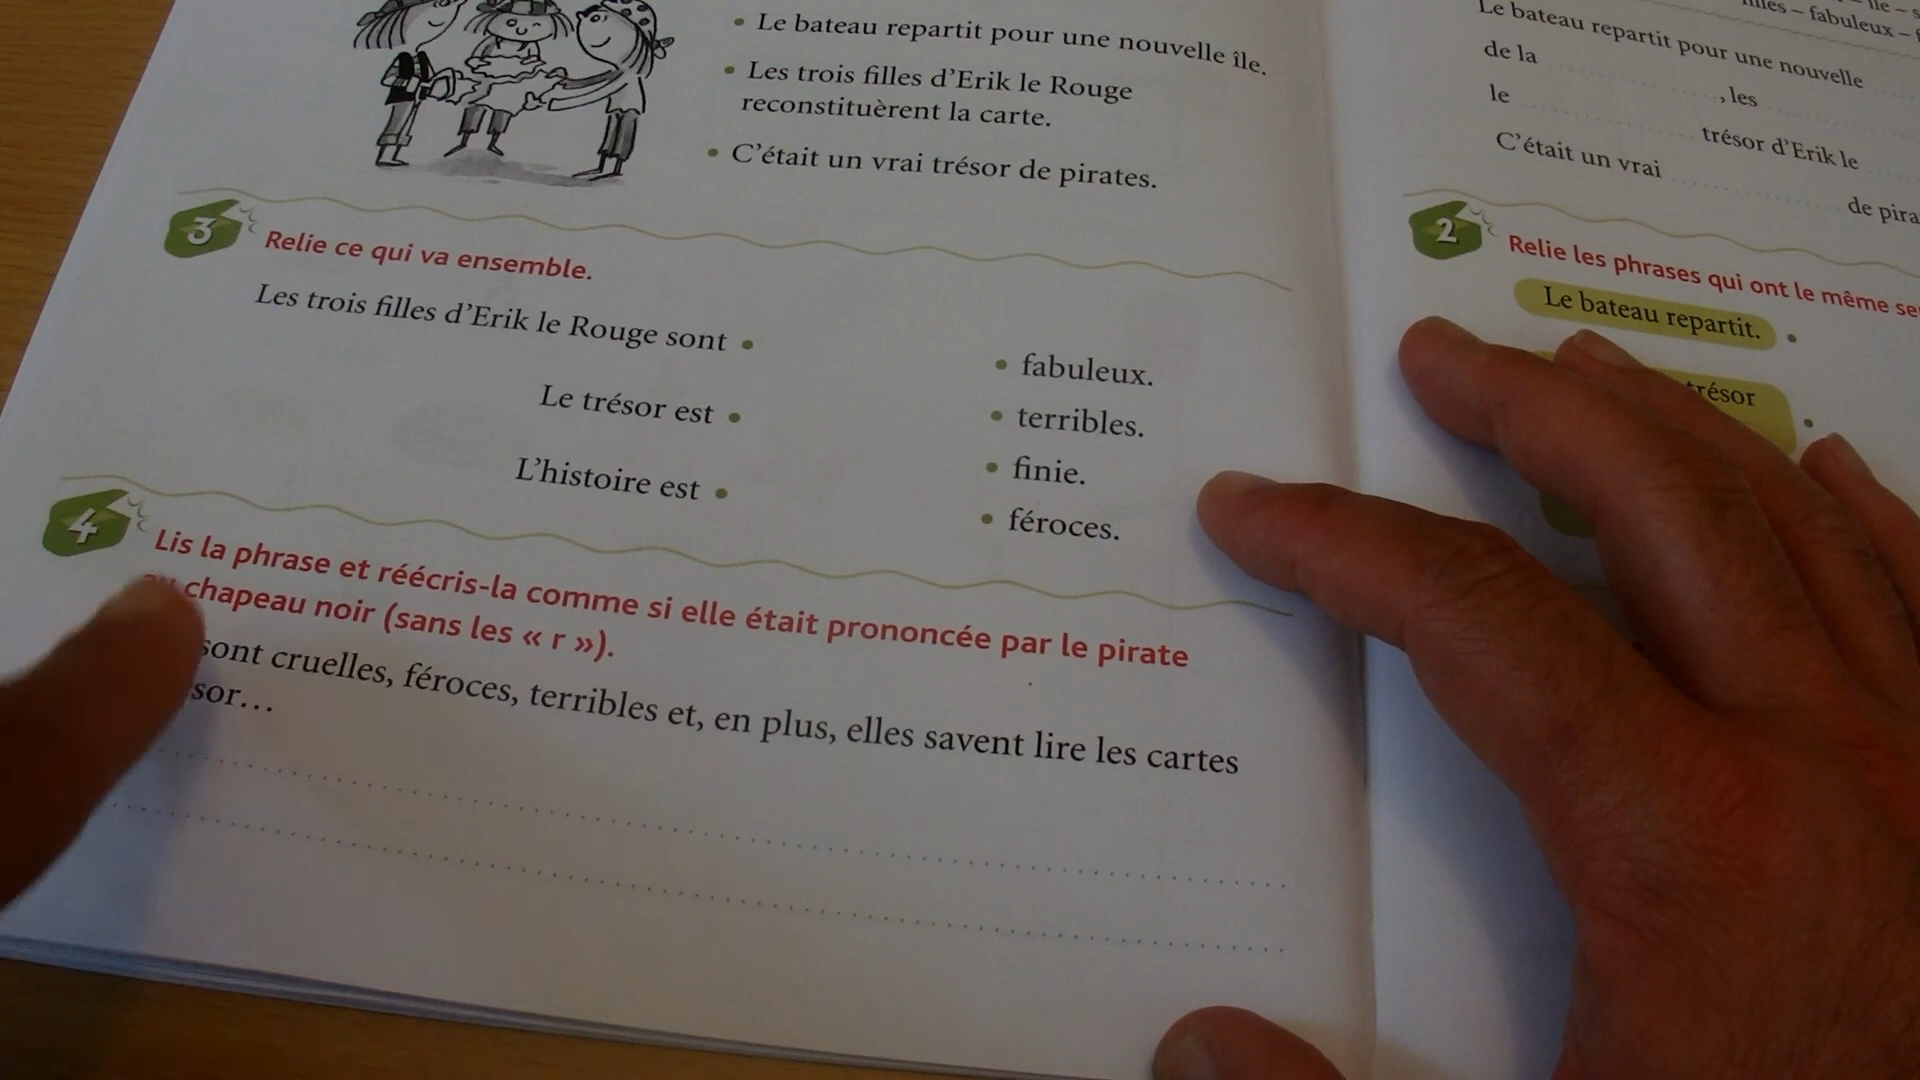 • Le bateau repartit pour une nouvelle île.
• Les trois filles d'Erik le Rouge
reconstituèrent la carte.
• C'était un vrai trésor de pirates.
3 Relie ce qui va ensemble.
Les trois filles d'Erik le Rouge sont •
Le trésor est •
L'histoire est •
• fabuleux.
• terribles.
• finie.
• féroces.
4 Lis la phrase et réécris-la comme si elle était prononcée par le pirate
au chapeau noir (sans les « r »).
sont cruelles, féroces, terribles et, en plus, elles savent lire les cartes
sor...
– fabuleux –
Le bateau repartit pour une nouvelle
de la , les
le trésor d'Erik le
C'était un vrai de pira
2 Relie les phrases qui ont le même se
Le bateau repartit. •
trésor •